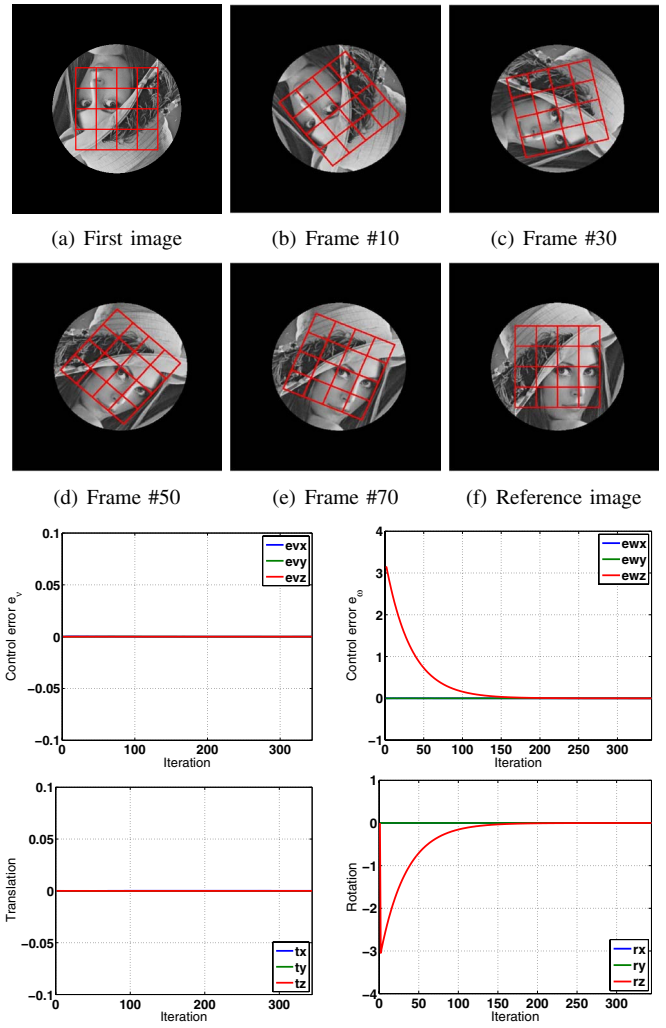 (a) First image
(b) Frame #10
(c) Frame #30
(d) Frame #50
(e) Frame #70
(f) Reference image
Control error eᵥ
0.1
0.05
0
−0.05
−0.1
0
100
200
300
Iteration
evx
evy
evz
Control error e_ω
4
3
2
1
0
−1
0
50
100
150
200
250
300
Iteration
ewx
ewy
ewz
Translation
0.1
0.05
0
−0.05
−0.1
0
100
200
300
Iteration
tx
ty
tz
Rotation
1
0
−1
−2
−3
−4
0
50
100
150
200
250
300
Iteration
rx
ry
rz